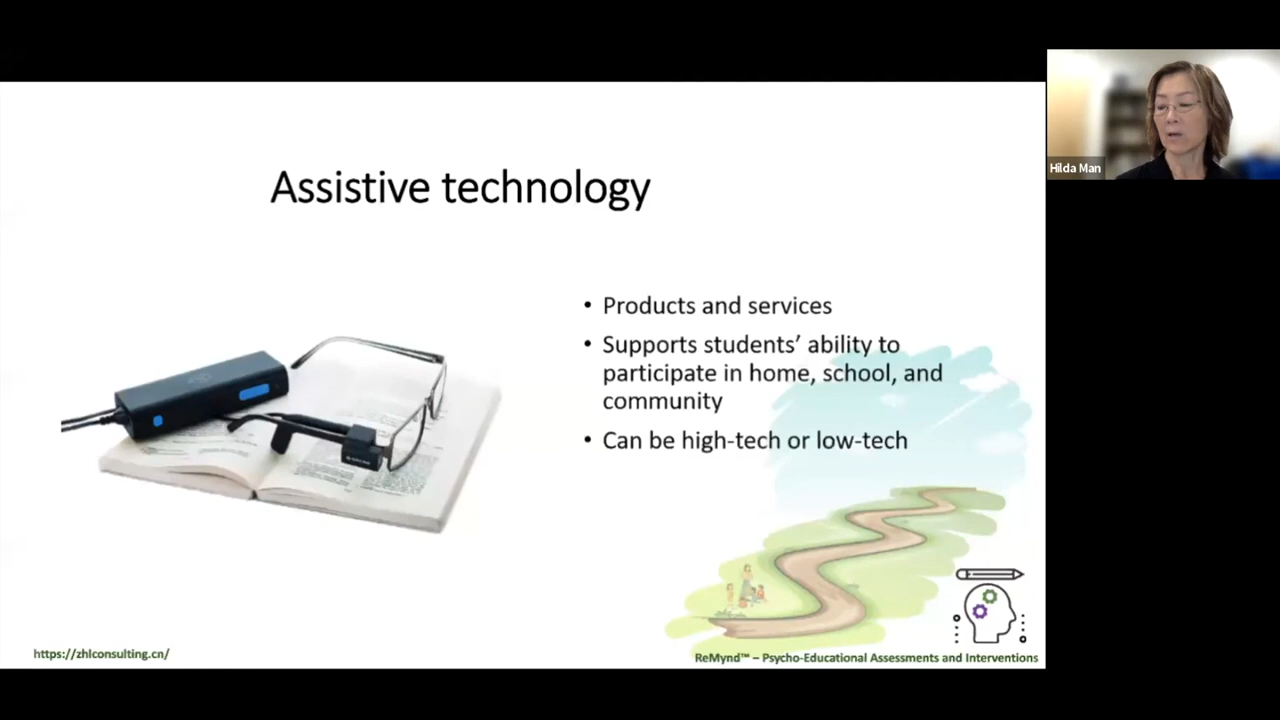 Hilda Man
Assistive technology
• Products and services
• Supports students’ ability to
participate in home, school, and
community
• Can be high-tech or low-tech
https://zhlconsulting.cn/
ReMynd™ – Psycho-Educational Assessments and Interventions